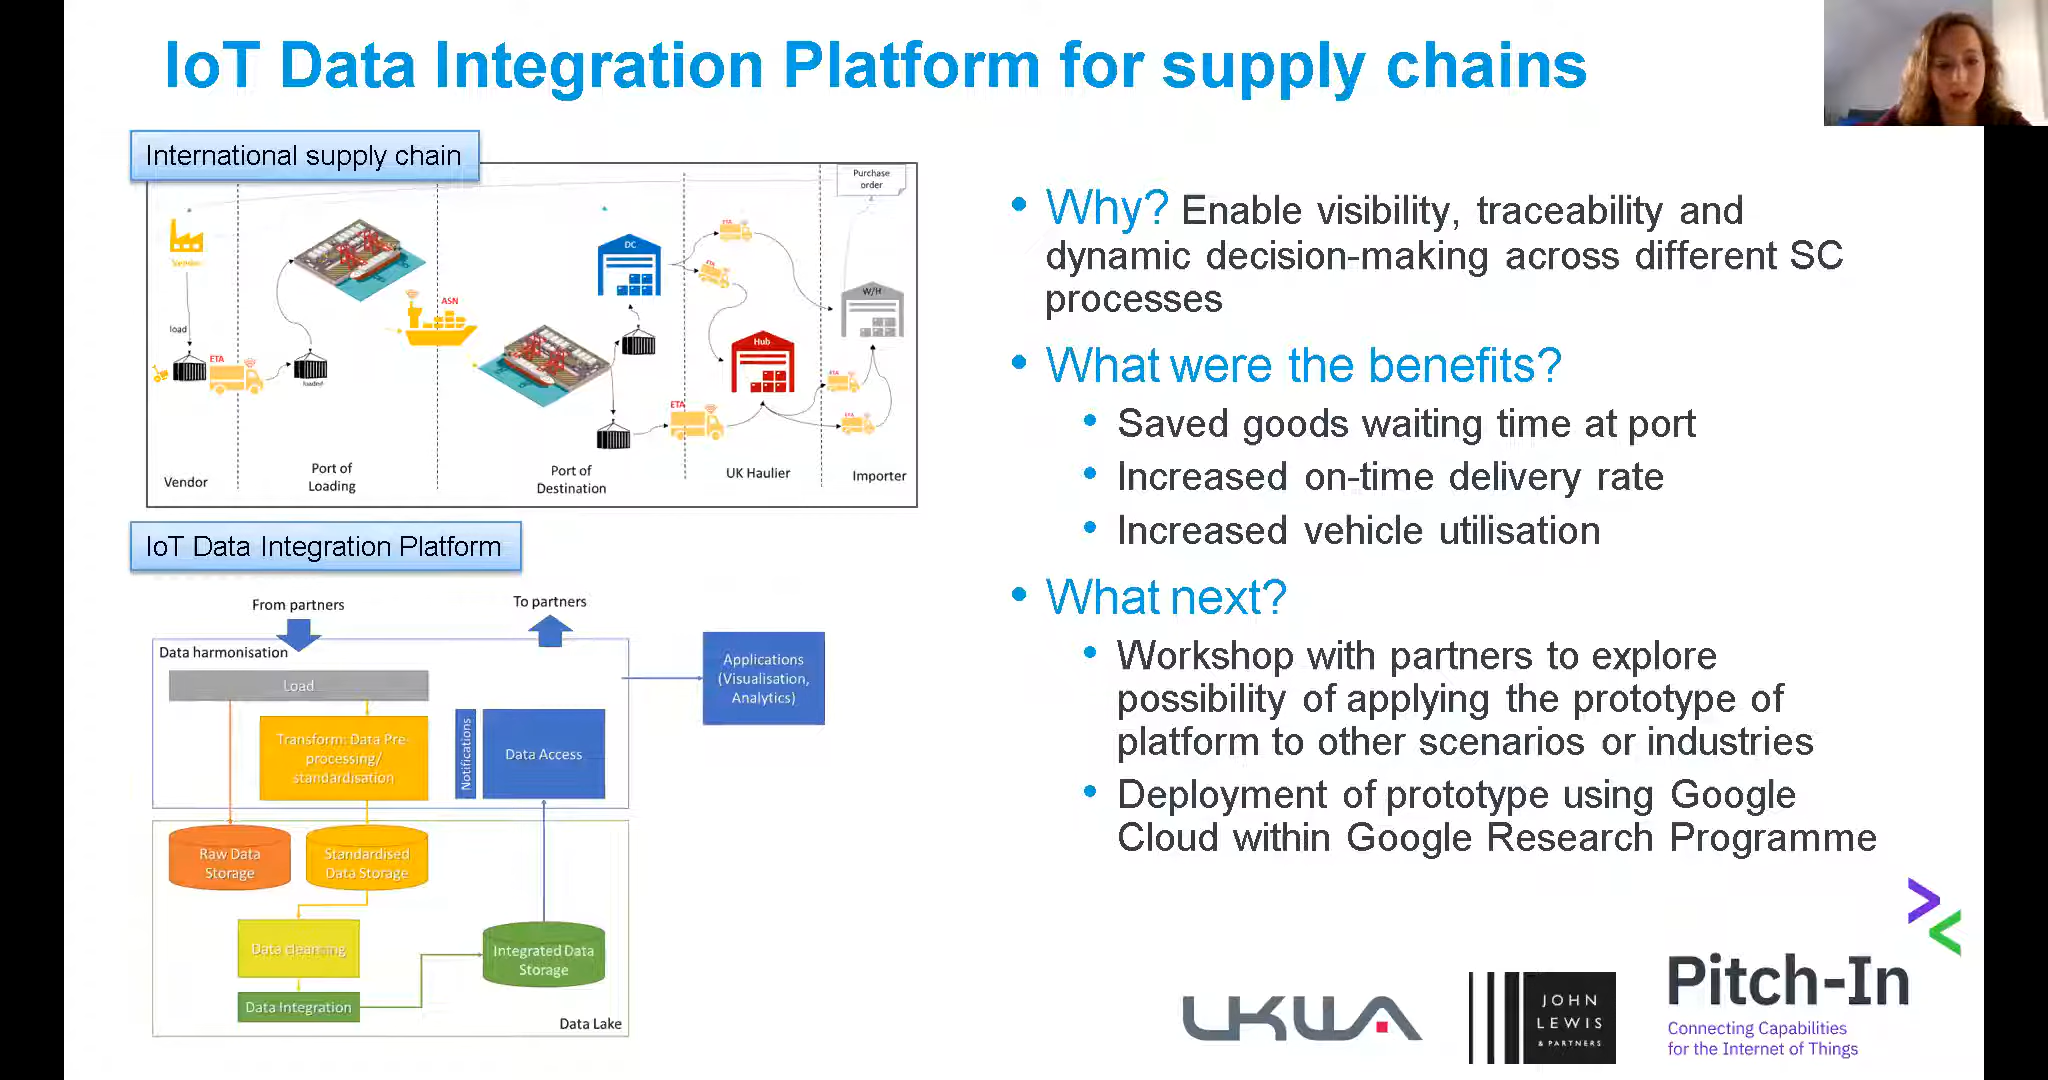 IoT Data Integration Platform for supply chains
International supply chain
Purchase
order
Vendor
load
ETA
loaded
ASN
DC
ETA
ETA
W/H
Hub
ETA
ETA
ETA
Vendor
Port of
Loading
Port of
Destination
UK Haulier
Importer
IoT Data Integration Platform
From partners
To partners
Data harmonisation
Load
Transform: Data Pre-
processing/
standardisation
Notifications
Data Access
Applications
(Visualisation,
Analytics)
Raw Data
Storage
Standardised
Data Storage
Data cleansing
Data Integration
Integrated Data
Storage
Data Lake
• Why? Enable visibility, traceability and
dynamic decision-making across different SC
processes
• What were the benefits?
• Saved goods waiting time at port
• Increased on-time delivery rate
• Increased vehicle utilisation
• What next?
• Workshop with partners to explore
possibility of applying the prototype of
platform to other scenarios or industries
• Deployment of prototype using Google
Cloud within Google Research Programme
UKWA
JOHN
LEWIS
& PARTNERS
Pitch-In
Connecting Capabilities
for the Internet of Things